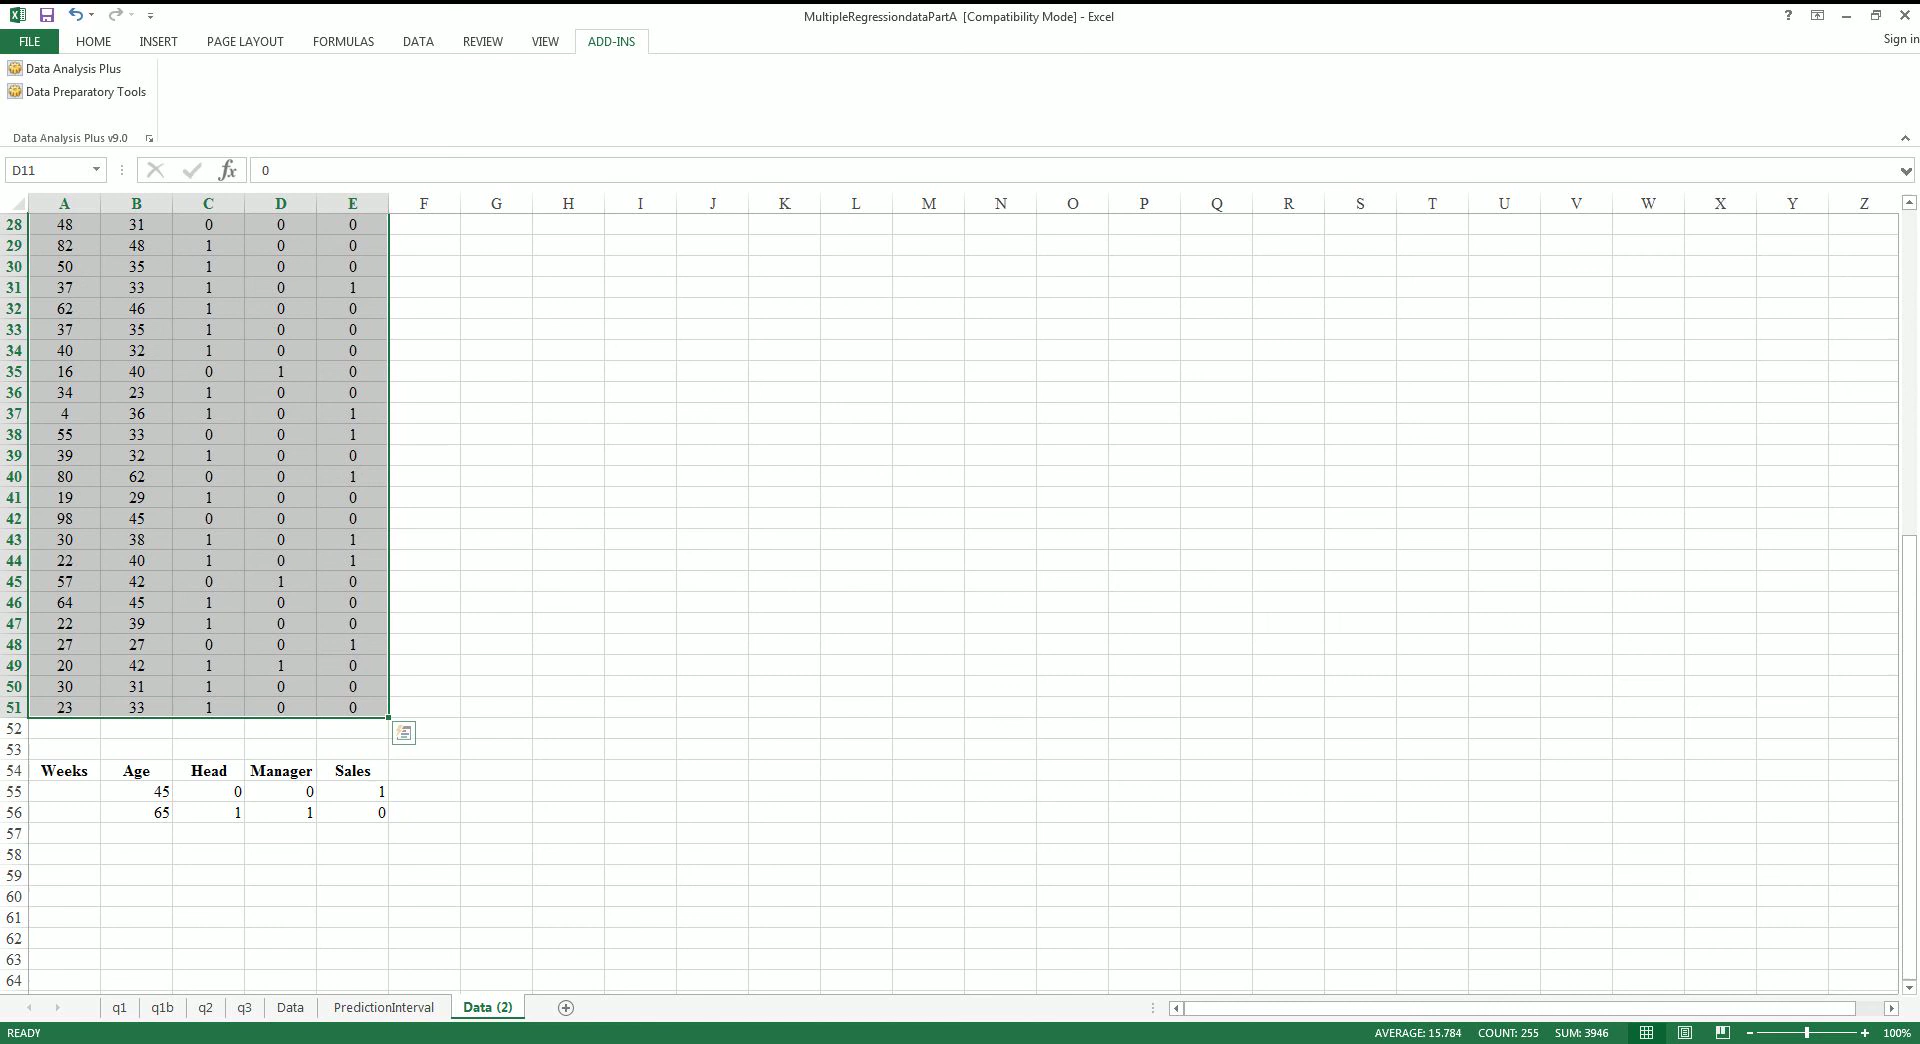 MultipleRegressiondataPartA [Compatibility Mode] - Excel
?
FILE HOME INSERT PAGE LAYOUT FORMULAS DATA REVIEW VIEW ADD-INS Sign in
Data Analysis Plus
Data Preparatory Tools
Data Analysis Plus v9.0
D11 fx 0
A B C D E F G H I J K L M N O P Q R S T U V W X Y Z
28 48 31 0 0 0
29 82 48 1 0 0
30 50 35 1 0 0
31 37 33 1 0 1
32 62 46 1 0 0
33 37 35 1 0 0
34 40 32 1 0 0
35 16 40 0 1 0
36 34 23 1 0 0
37 4 36 1 0 1
38 55 33 0 0 1
39 39 32 1 0 0
40 80 62 0 0 1
41 19 29 1 0 0
42 98 45 0 0 0
43 30 38 1 0 1
44 22 40 1 0 1
45 57 42 0 1 0
46 64 45 1 0 0
47 22 39 1 0 0
48 27 27 0 0 1
49 20 42 1 1 0
50 30 31 1 0 0
51 23 33 1 0 0
52
53
54 Weeks Age Head Manager Sales
55 45 0 0 1
56 65 1 1 0
57
58
59
60
61
62
63
64
q1 q1b q2 q3 Data PredictionInterval Data (2)
READY AVERAGE: 15.784 COUNT: 255 SUM: 3946 100%